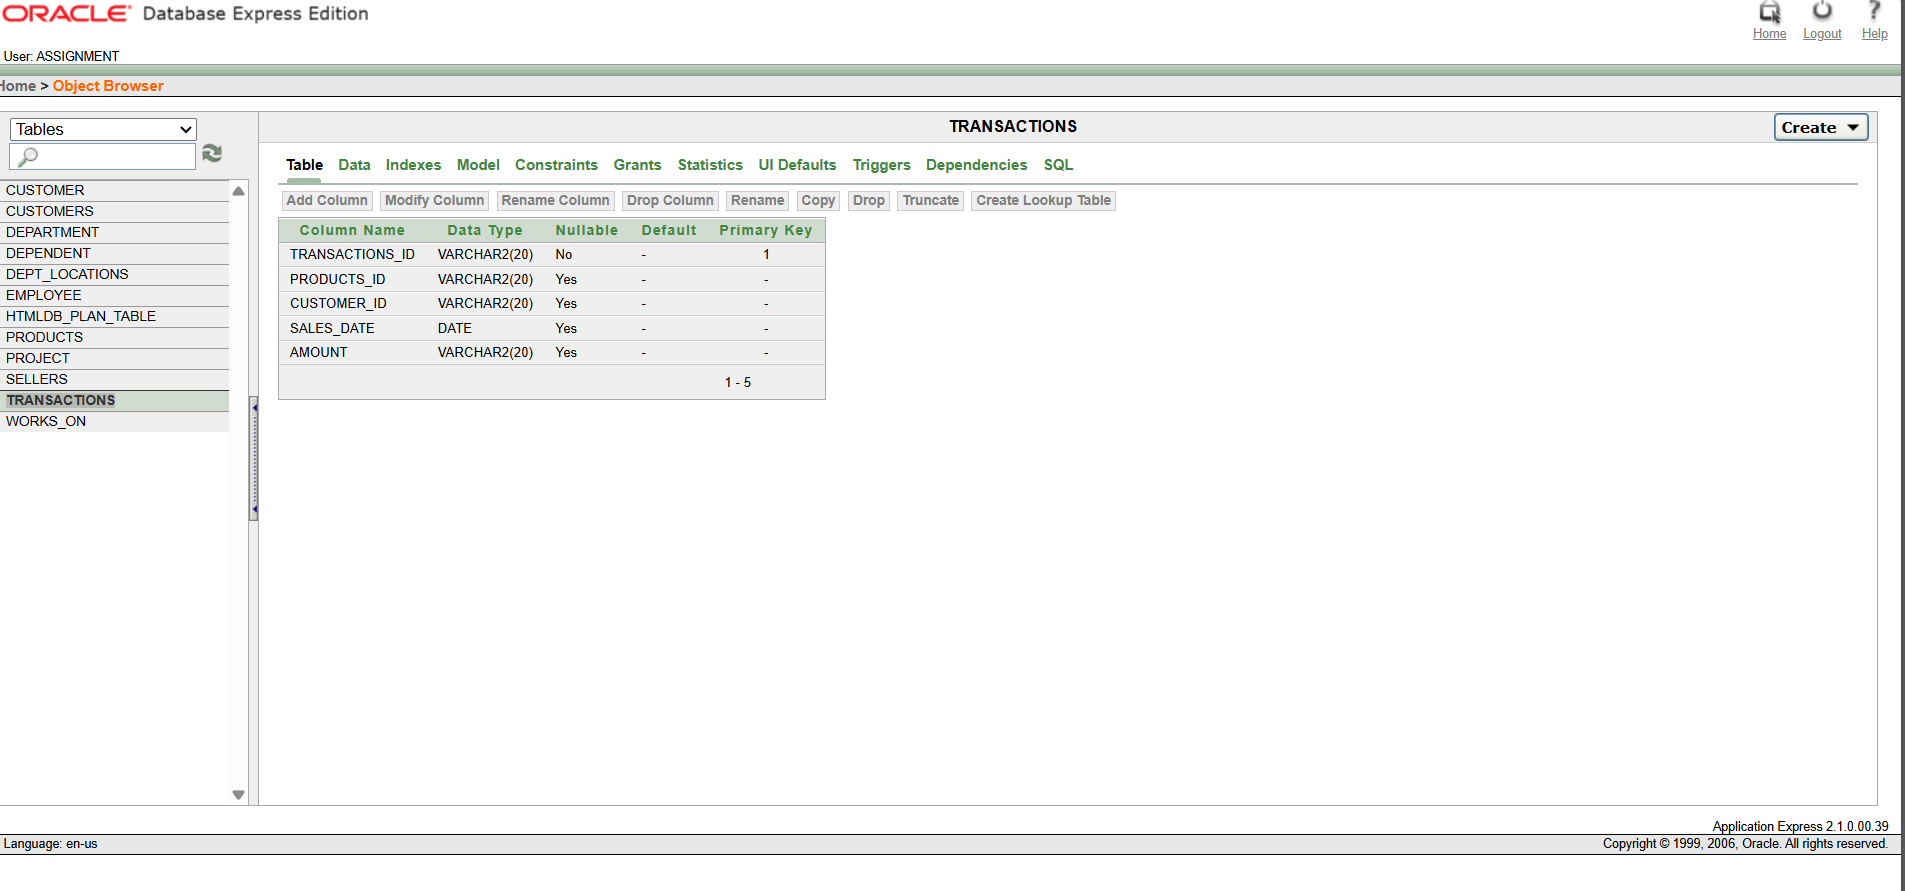 ORACLE® Database Express Edition
Home Logout Help
User: ASSIGNMENT
Home > Object Browser
Tables
TRANSACTIONS
Create
Table Data Indexes Model Constraints Grants Statistics UI Defaults Triggers Dependencies SQL
Add Column Modify Column Rename Column Drop Column Rename Copy Drop Truncate Create Lookup Table
CUSTOMER
CUSTOMERS
DEPARTMENT
DEPENDENT
DEPT_LOCATIONS
EMPLOYEE
HTMLDB_PLAN_TABLE
PRODUCTS
PROJECT
SELLERS
TRANSACTIONS
WORKS_ON
Column Name Data Type Nullable Default Primary Key
TRANSACTIONS_ID VARCHAR2(20) No - 1
PRODUCTS_ID VARCHAR2(20) Yes - -
CUSTOMER_ID VARCHAR2(20) Yes - -
SALES_DATE DATE Yes - -
AMOUNT VARCHAR2(20) Yes - -
1 - 5
Application Express 2.1.0.00.39
Language: en-us
Copyright © 1999, 2006, Oracle. All rights reserved.